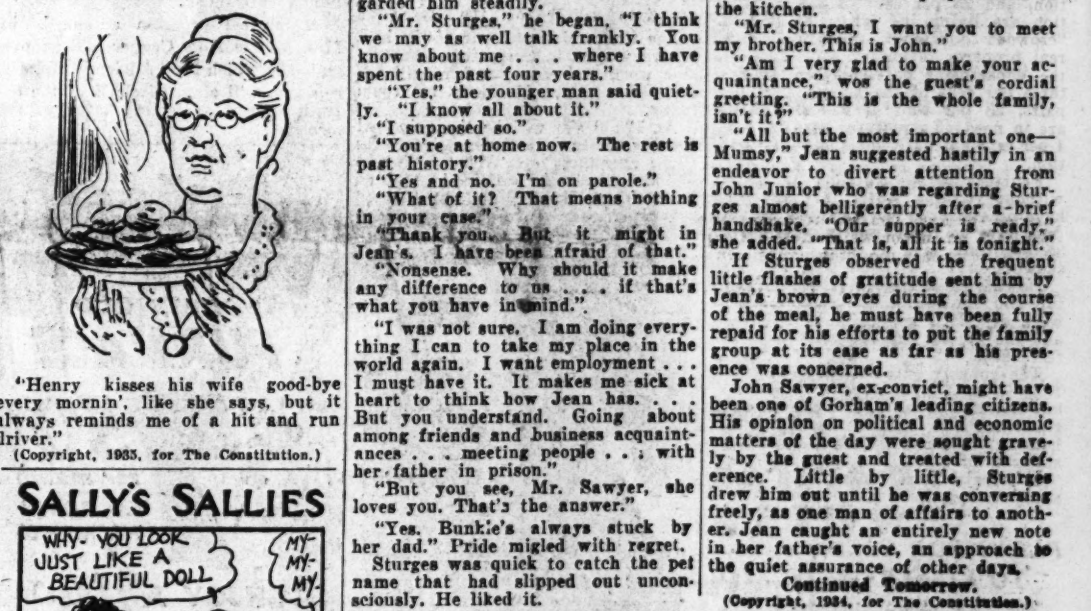 "Henry kisses his wife good-bye
every mornin', like she says, but it
always reminds me of a hit and run
driver."
(Copyright, 1935, for The Constitution.)
SALLY'S SALLIES
WHY- YOU LOOK
JUST LIKE A
BEAUTIFUL DOLL
MY-
MY-
MY.
garded him steadily.
"Mr. Sturges," he began, "I think
we may as well talk frankly. You
know about me . . . where I have
spent the past four years."
"Yes," the younger man said quiet-
ly. "I know all about it."
"I supposed so."
"You're at home now. The rest is
past history."
"Yes and no. I'm on parole."
"What of it? That means nothing
in your case."
"Thank you. But it might in
Jean's. I have been afraid of that."
"Nonsense. Why should it make
any difference to us . . . if that's
what you have in mind."
"I was not sure. I am doing every-
thing I can to take my place in the
world again. I want employment . . .
I must have it. It makes me sick at
heart to think how Jean has. . . .
But you understand. Going about
among friends and business acquaint-
ances . . . meeting people . . . with
her father in prison."
"But you see, Mr. Sawyer, she
loves you. That's the answer."
"Yes. Bunkie's always stuck by
her dad." Pride migled with regret.
Sturges was quick to catch the pet
name that had slipped out uncon-
sciously. He liked it.
the kitchen.
"Mr. Sturges, I want you to meet
my brother. This is John."
"Am I very glad to make your ac-
quaintance," wos the guest's cordial
greeting. "This is the whole family,
isn't it?"
"All but the most important one—
Mumsy," Jean suggested hastily in an
endeavor to divert attention from
John Junior who was regarding Stur-
ges almost belligerently after a brief
handshake. "Our supper is ready,"
she added. "That is, all it is tonight."
If Sturges observed the frequent
little flashes of gratitude sent him by
Jean's brown eyes during the course
of the meal, he must have been fully
repaid for his efforts to put the family
group at its ease as far as his pres-
ence was concerned.
John Sawyer, ex-convict, might have
been one of Gorham's leading citizens.
His opinion on political and economic
matters of the day were sought grave-
ly by the guest and treated with def-
erence. Little by little, Sturges
drew him out until he was conversing
freely, as one man of affairs to anoth-
er. Jean caught an entirely new note
in her father's voice, an approach to
the quiet assurance of other days.
Continued Tomorrow.
(Copyright, 1934, for The Constitution.)